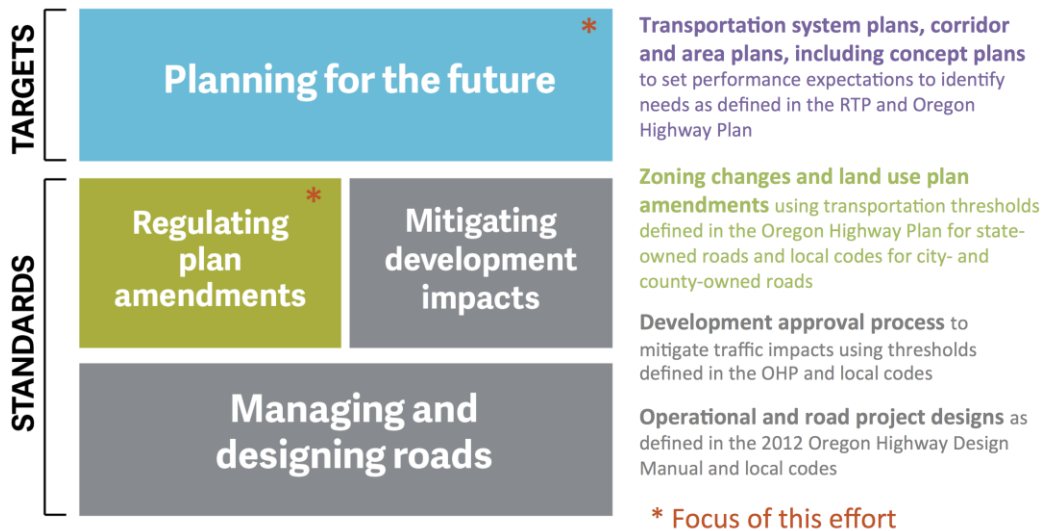 TARGETS
*
Planning for the future
Transportation system plans, corridor
and area plans, including concept plans
to set performance expectations to identify
needs as defined in the RTP and Oregon
Highway Plan
STANDARDS
*
Regulating
plan
amendments
Mitigating
development
impacts
Zoning changes and land use plan
amendments using transportation thresholds
defined in the Oregon Highway Plan for state-
owned roads and local codes for city- and
county-owned roads
Development approval process to
mitigate traffic impacts using thresholds
defined in the OHP and local codes
Managing and
designing roads
Operational and road project designs as
defined in the 2012 Oregon Highway Design
Manual and local codes
* Focus of this effort